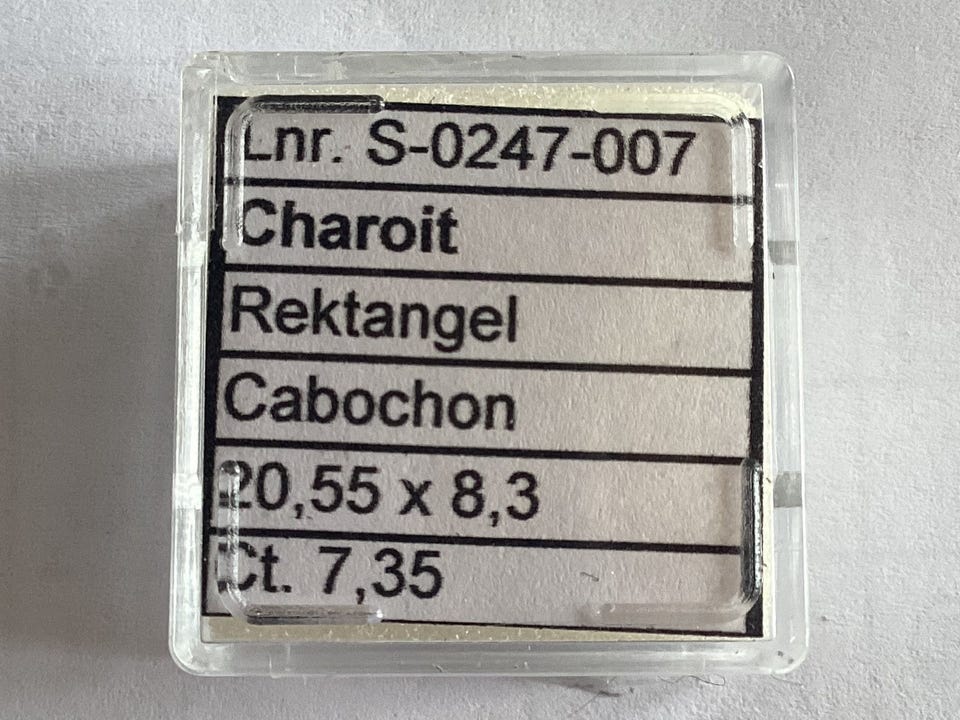 Lnr. S-0247-007
Charoit
Rektangel
Cabochon
20,55 x 8,3
Ct. 7,35